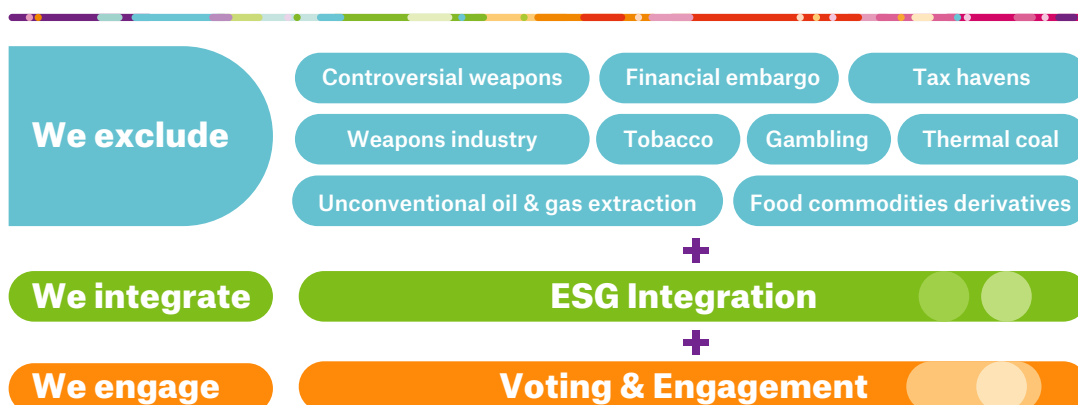 We exclude
Controversial weapons
Financial embargo
Tax havens
Weapons industry
Tobacco
Gambling
Thermal coal
Unconventional oil & gas extraction
Food commodities derivatives
+
We integrate
ESG Integration
+
We engage
Voting & Engagement